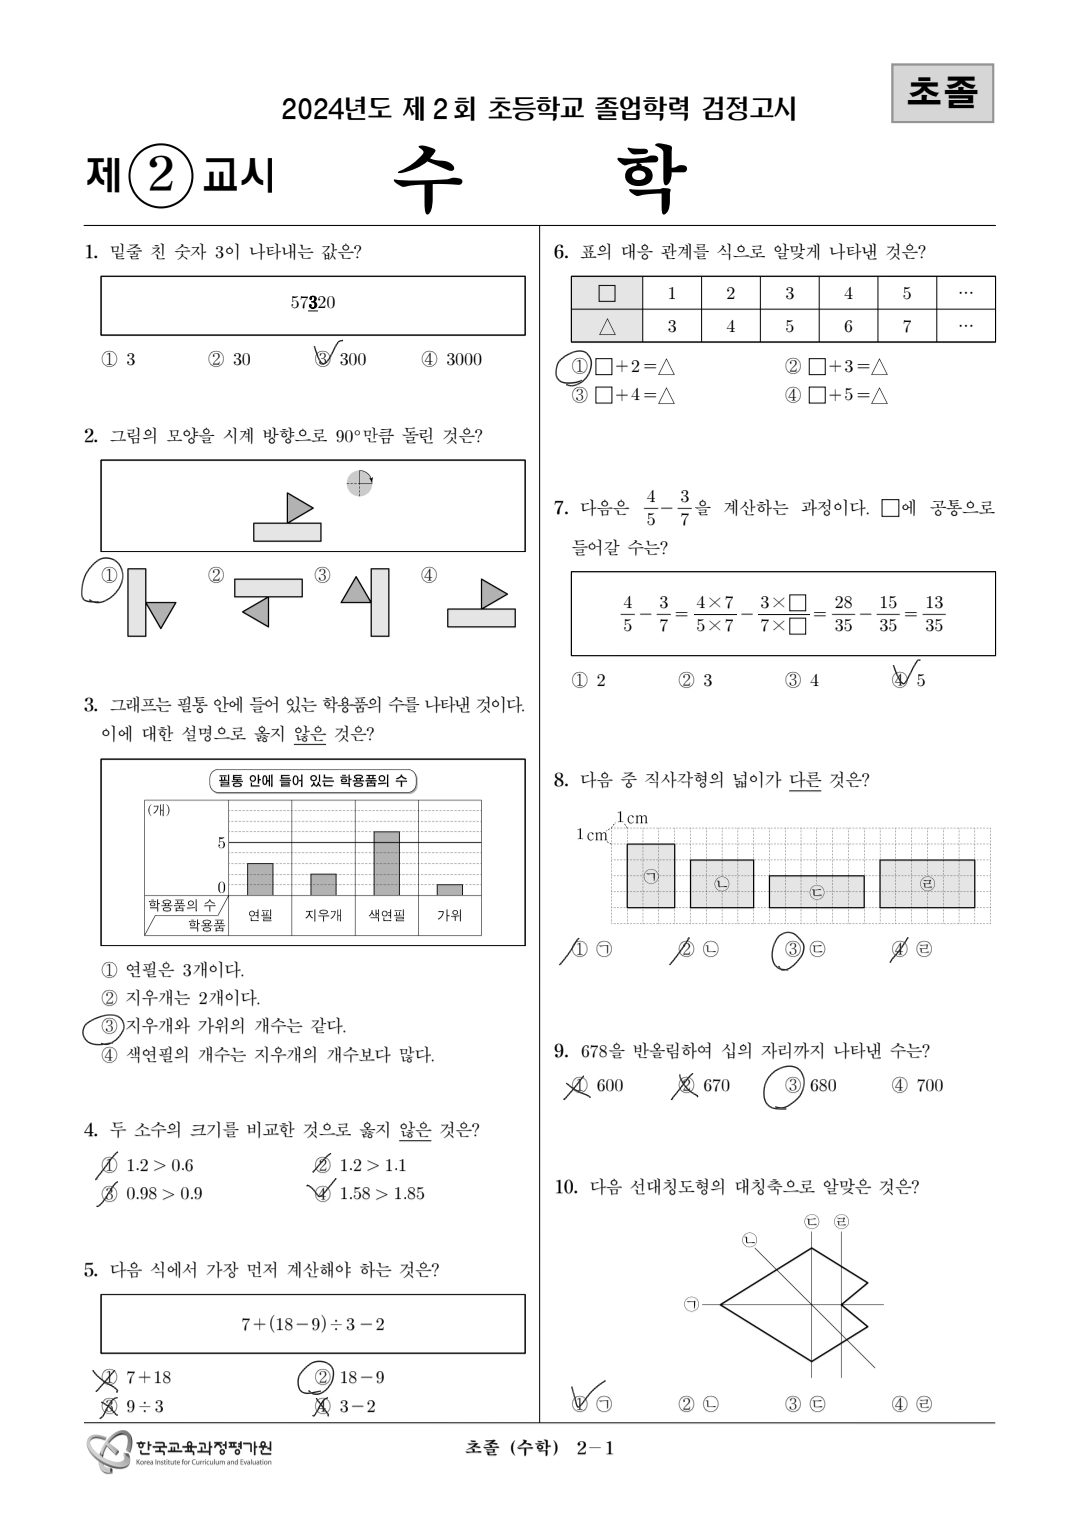 초졸
2024년도 제 2 회 초등학교 졸업학력 검정고시
제 2 교시 수 학
1. 밑줄 친 숫자 3이 나타내는 값은?
57320
① 3 ② 30 ③ 300 ④ 3000
2. 그림의 모양을 시계 방향으로 90°만큼 돌린 것은?
① ② ③ ④
3. 그래프는 필통 안에 들어 있는 학용품의 수를 나타낸 것이다.
이에 대한 설명으로 옳지 않은 것은?
필통 안에 들어 있는 학용품의 수
(개)
5
0
학용품의 수
학용품
연필 지우개 색연필 가위
① 연필은 3개이다.
② 지우개는 2개이다.
③ 지우개와 가위의 개수는 같다.
④ 색연필의 개수는 지우개의 개수보다 많다.
4. 두 소수의 크기를 비교한 것으로 옳지 않은 것은?
① 1.2 > 0.6 ② 1.2 > 1.1
③ 0.98 > 0.9 ④ 1.58 > 1.85
5. 다음 식에서 가장 먼저 계산해야 하는 것은?
7+(18-9)÷3-2
① 7+18 ② 18-9
③ 9÷3 ④ 3-2
6. 표의 대응 관계를 식으로 알맞게 나타낸 것은?
□ 1 2 3 4 5 …
△ 3 4 5 6 7 …
① □+2=△ ② □+3=△
③ □+4=△ ④ □+5=△
7. 다음은 4/5-3/7을 계산하는 과정이다. □에 공통으로
들어갈 수는?
4/5 - 3/7 = 4×7/5×7 - 3×□/7×□ = 28/35 - 15/35 = 13/35
① 2 ② 3 ③ 4 ④ 5
8. 다음 중 직사각형의 넓이가 다른 것은?
1cm
1cm
㉠ ㉡ ㉢ ㉣
① ㉠ ② ㉡ ③ ㉢ ④ ㉣
9. 678을 반올림하여 십의 자리까지 나타낸 수는?
① 600 ② 670 ③ 680 ④ 700
10. 다음 선대칭도형의 대칭축으로 알맞은 것은?
㉢ ㉣
㉡
㉠
① ㉠ ② ㉡ ③ ㉢ ④ ㉣
한국교육과정평가원
Korea Institute for Curriculum and Evaluation
초졸 (수학) 2-1